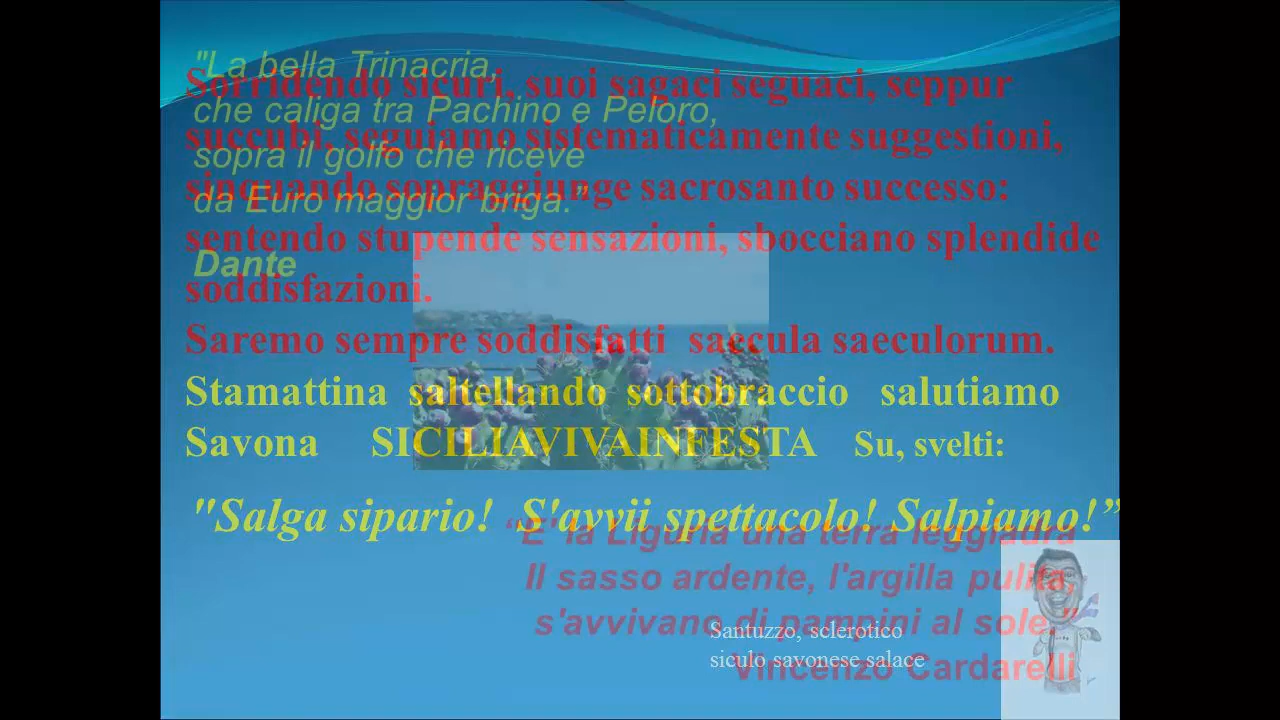 "La bella Trinacria,
che caliga tra Pachino e Peloro,
sopra il golfo che riceve
da Euro maggior briga.”
Dante
Sorridendo sicuri, suoi sagaci seguaci, seppur
succubi, seguiamo sistematicamente suggestioni,
sinquando sopraggiunge sacrosanto successo:
sentendo stupende sensazioni, sbocciano splendide
soddisfazioni.
Saremo sempre soddisfatti saecula saeculorum.
Stamattina saltellando sottobraccio salutiamo
Savona SICILIAVIVAINFESTA Su, svelti:
"Salga sipario! S'avvii spettacolo! Salpiamo!”
“E' la Liguria una terra leggiadra
Il sasso ardente, l'argilla pulita,
s'avvivano di pampini al sole.”
Vincenzo Cardarelli
Santuzzo, sclerotico
siculo savonese salace